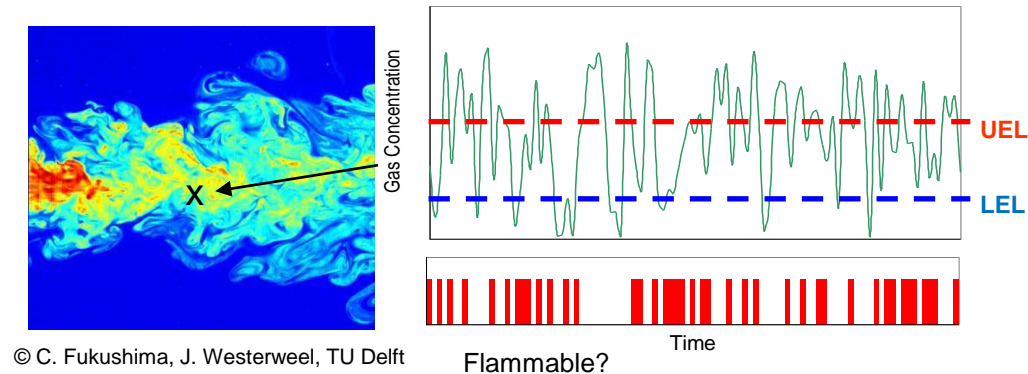 X
Gas Concentration
UEL
LEL
Time
© C. Fukushima, J. Westerweel, TU Delft
Flammable?